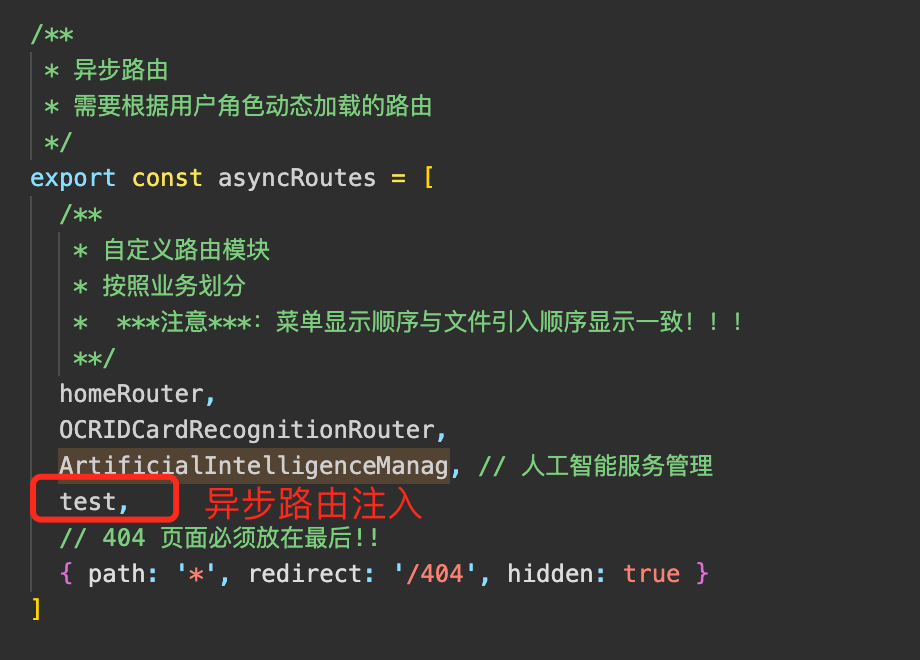 /**
* 异步路由
* 需要根据用户角色动态加载的路由
*/
export const asyncRoutes = [
/**
* 自定义路由模块
* 按照业务划分
*  ***注意***: 菜单显示顺序与文件引入顺序显示一致!!!
**/
homeRouter,
OCRIDCardRecognitionRouter,
ArtificialIntelligenceManag, // 人工智能服务管理
test, 异步路由注入
// 404 页面必须放在最后!!
{ path: '*', redirect: '/404', hidden: true }
]